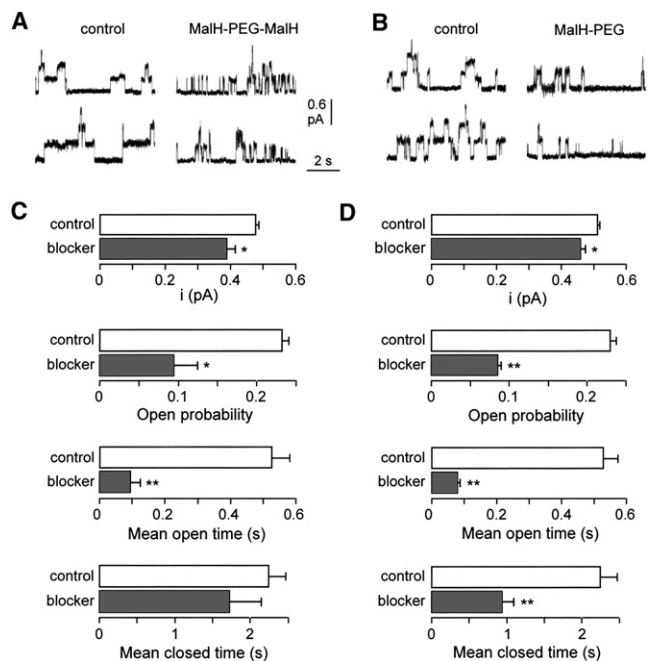 A
control
MalH-PEG-MalH
0.6
pA
2 s
B
control
MalH-PEG
C
control
blocker
*
0 0.2 0.4 0.6
i (pA)
control
blocker
*
0 0.1 0.2
Open probability
control
blocker
**
0 0.2 0.4 0.6
Mean open time (s)
control
blocker
0 1 2
Mean closed time (s)
D
control
blocker
*
0 0.2 0.4 0.6
i (pA)
control
blocker
**
0 0.1 0.2
Open probability
control
blocker
**
0 0.2 0.4 0.6
Mean open time (s)
control
blocker
**
0 1 2
Mean closed time (s)